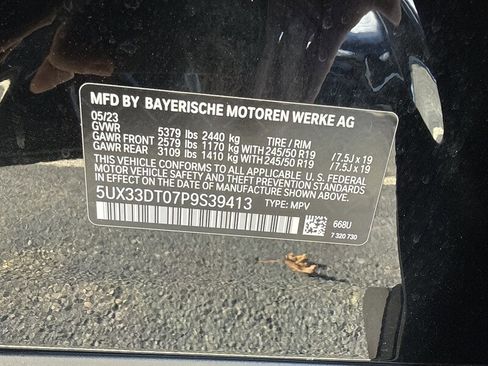 MFD BY BAYERISCHE MOTOREN WERKE AG
05/23
GVWR 5379 lbs 2440 kg TIRE / RIM
GAWR FRONT 2579 lbs 1170 kg 245/50 R19 / 7.5J x 19
GAWR REAR 3109 lbs 1410 kg 245/50 R19 / 7.5J x 19
THIS VEHICLE CONFORMS TO ALL APPLICABLE U. S. FEDERAL
MOTOR VEHICLE SAFETY AND THEFT PREVENTION STANDARDS
IN EFFECT ON THE DATE OF MANUFACTURE SHOWN ABOVE.
5UX33DT07P9S39413 TYPE: MPV
668U
7 320 730